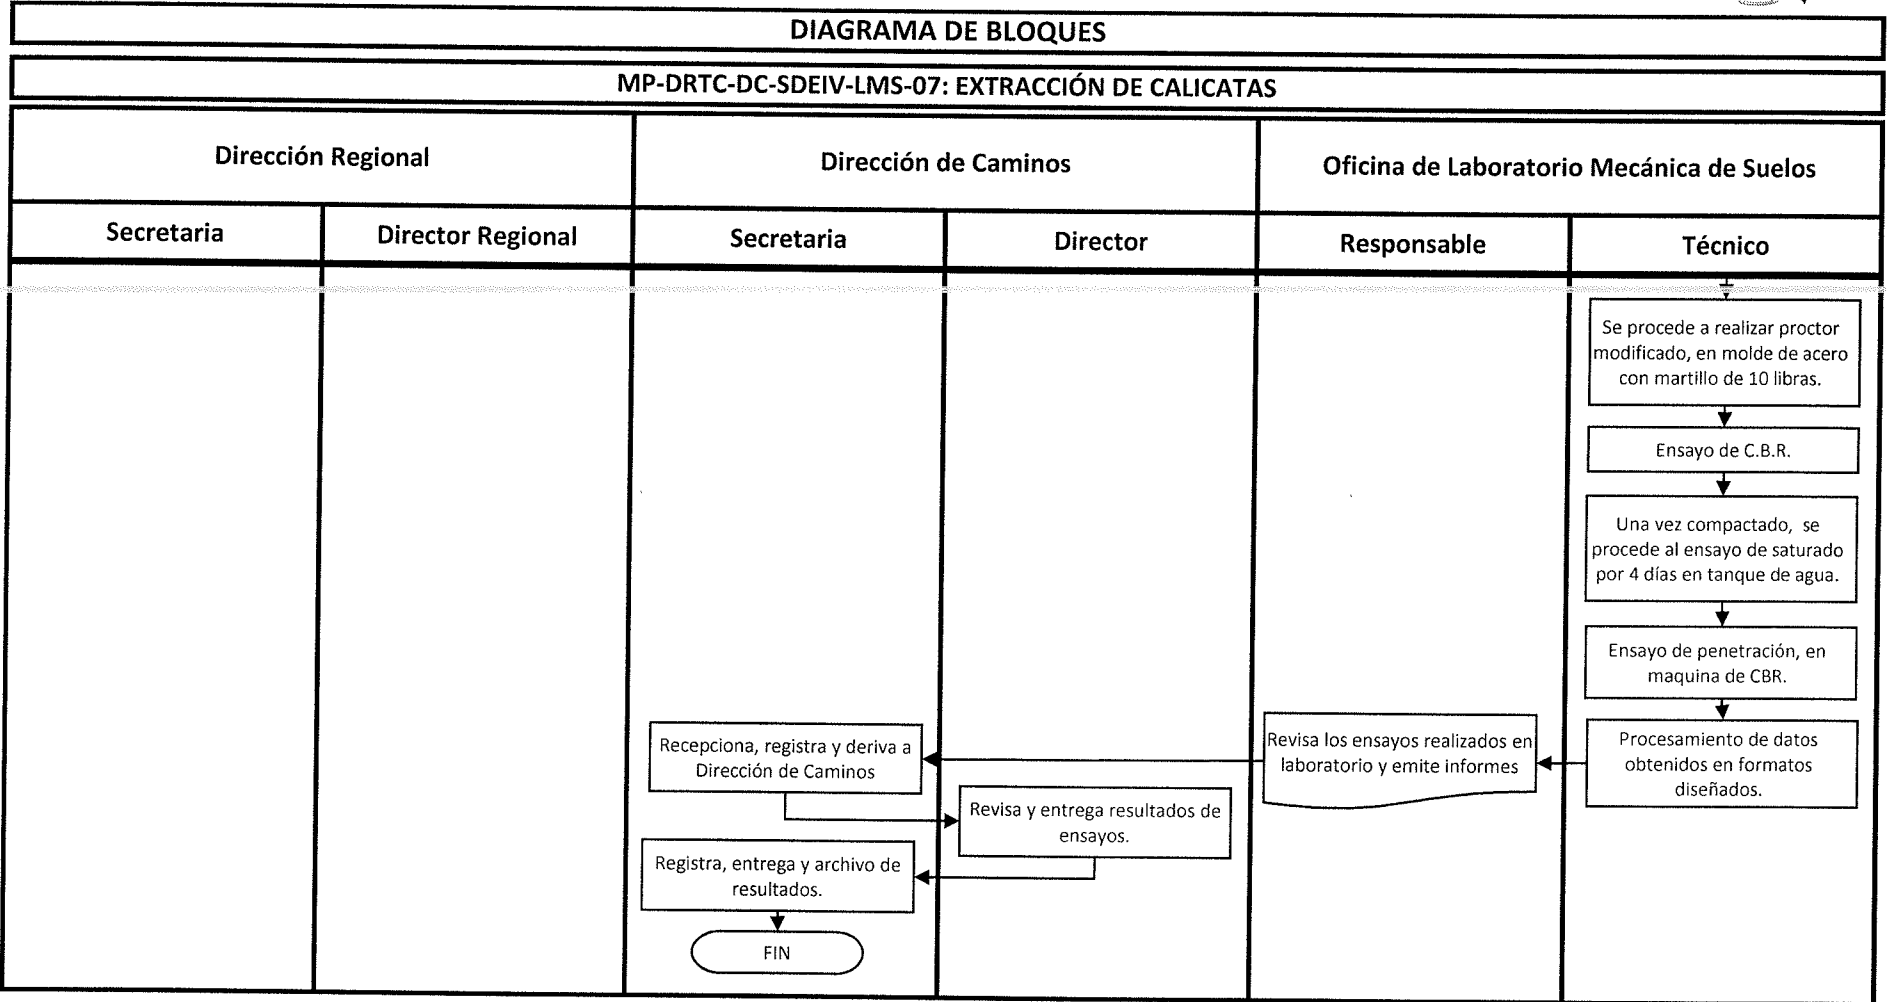 DIAGRAMA DE BLOQUES
MP-DRTC-DC-SDEIV-LMS-07: EXTRACCIÓN DE CALICATAS
Dirección Regional
Dirección de Caminos
Oficina de Laboratorio Mecánica de Suelos
Secretaria
Director Regional
Secretaria
Director
Responsable
Técnico
Se procede a realizar proctor
modificado, en molde de acero
con martillo de 10 libras.
Ensayo de C.B.R.
Una vez compactado, se
procede al ensayo de saturado
por 4 días en tanque de agua.
Ensayo de penetración, en
maquina de CBR.
Procesamiento de datos
obtenidos en formatos
diseñados.
Revisa los ensayos realizados en
laboratorio y emite informes
Recepciona, registra y deriva a
Dirección de Caminos
Revisa y entrega resultados de
ensayos.
Registra, entrega y archivo de
resultados.
FIN